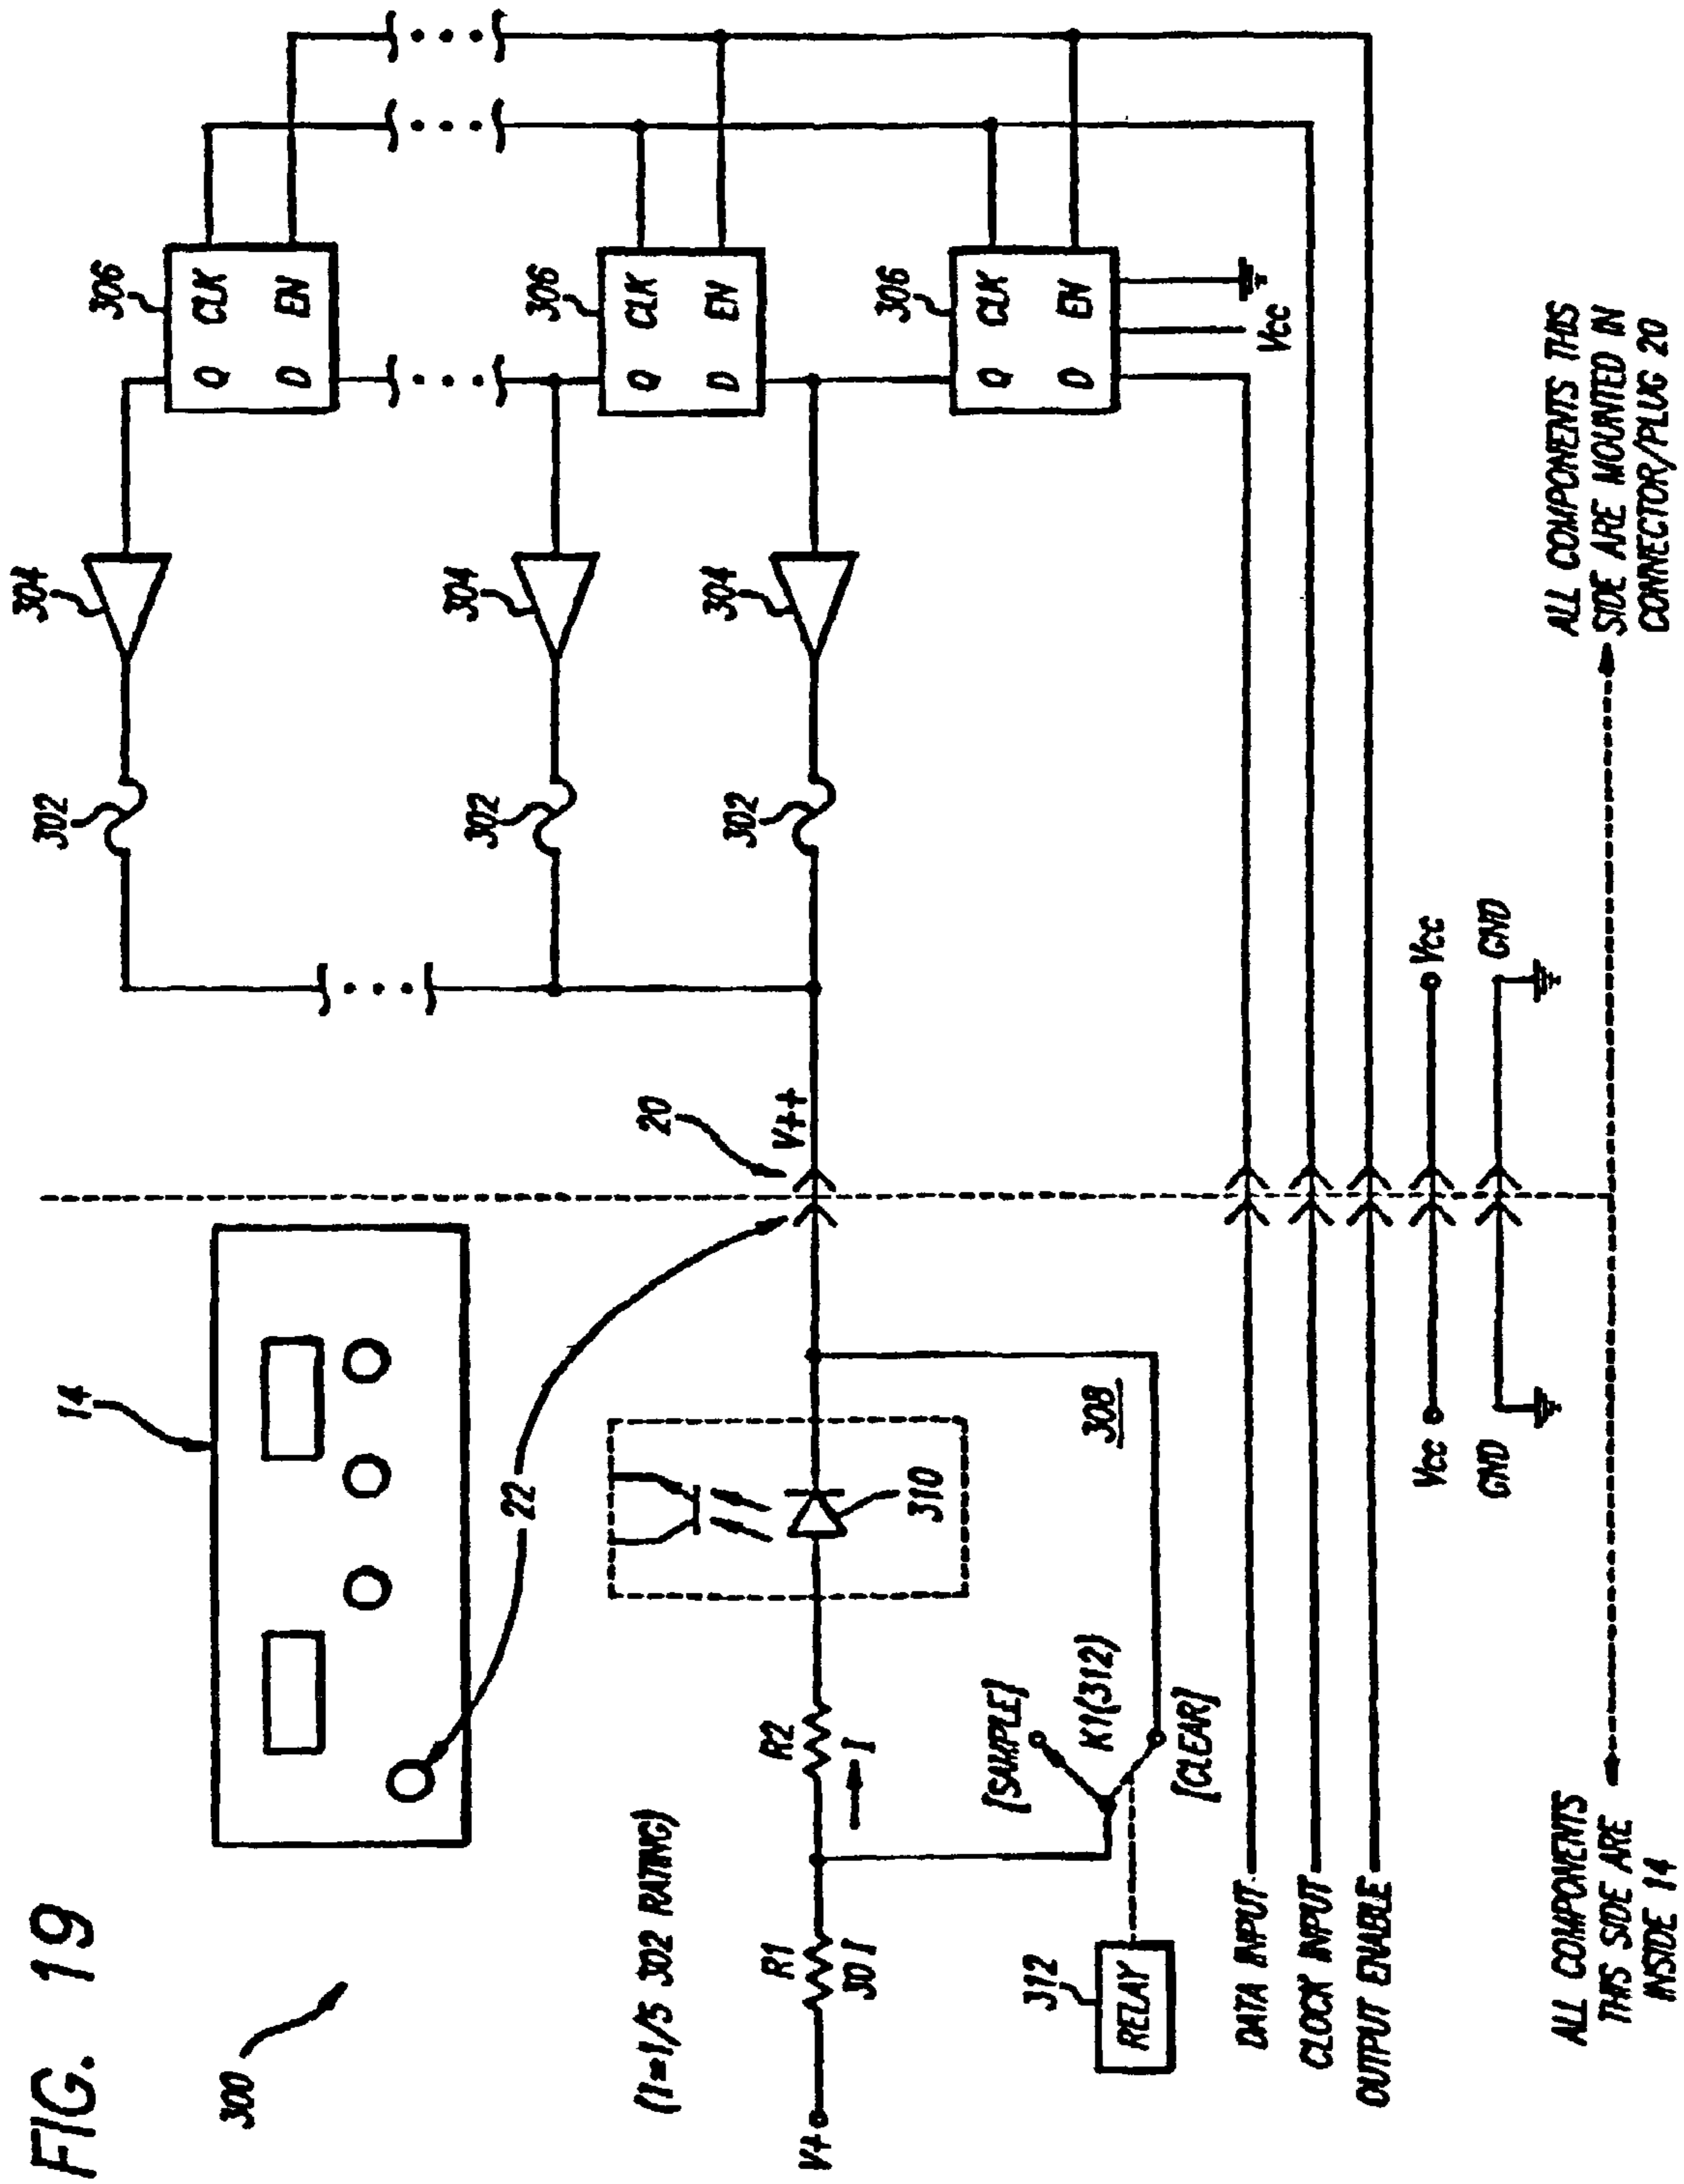 FIG. 19
300
14
22
20
V++
302
304
306
Q CLK
D EN
302
304
306
Q CLK
D EN
302
304
306
Q CLK
D EN
Vcc
(I=1/5 302 RATING)
V+
R1
301
R2
I
310
308
[SAMPLE]
K1(312)
[CLEAR]
312
RELAY
DATA INPUT
CLOCK INPUT
OUTPUT ENABLE
Vcc
Vcc
GND
GND
ALL COMPONENTS
THIS SIDE ARE
INSIDE 14
ALL COMPONENTS THIS
SIDE ARE MOUNTED IN
CONNECTOR/PLUG 20